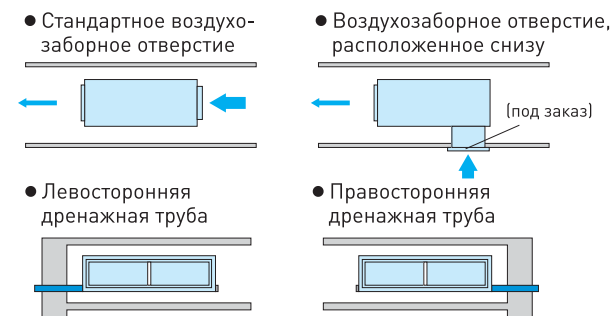 ● Стандартное воздухо-
заборное отверстие
● Воздухозаборное отверстие,
расположенное снизу
(под заказ)
● Левосторонняя
дренажная труба
● Правосторонняя
дренажная труба